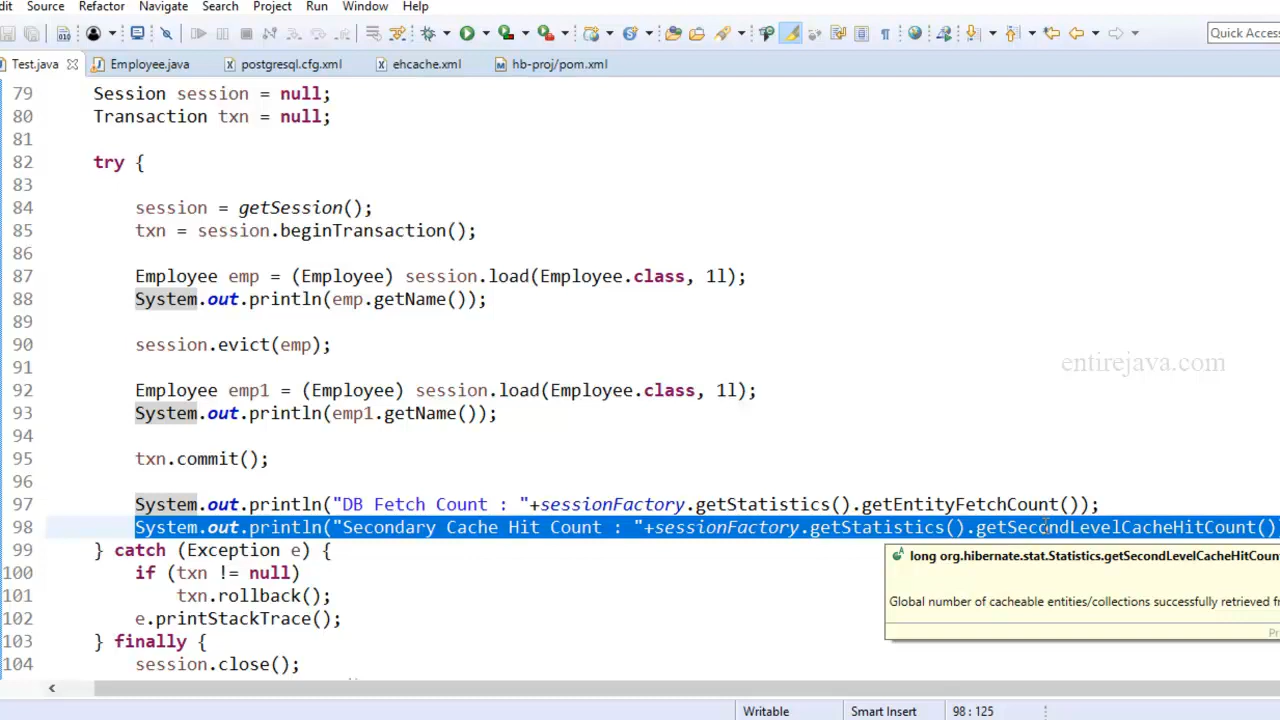 dit Source Refactor Navigate Search Project Run Window Help
Quick Access
Test.java Employee.java postgresql.cfg.xml ehcache.xml hb-proj/pom.xml
79 Session session = null;
80 Transaction txn = null;
81
82 try {
83
84 session = getSession();
85 txn = session.beginTransaction();
86
87 Employee emp = (Employee) session.load(Employee.class, 1l);
88 System.out.println(emp.getName());
89
90 session.evict(emp);
91
entirejava.com
92 Employee emp1 = (Employee) session.load(Employee.class, 1l);
93 System.out.println(emp1.getName());
94
95 txn.commit();
96
97 System.out.println("DB Fetch Count : "+sessionFactory.getStatistics().getEntityFetchCount());
98 System.out.println("Secondary Cache Hit Count : "+sessionFactory.getStatistics().getSecondLevelCacheHitCount()
99 } catch (Exception e) {
long org.hibernate.stat.Statistics.getSecondLevelCacheHitCoun
100 if (txn != null)
101 txn.rollback();
Global number of cacheable entities/collections successfully retrieved f
102 e.printStackTrace();
Pr
103 } finally {
104 session.close();
Writable Smart Insert 98 : 125